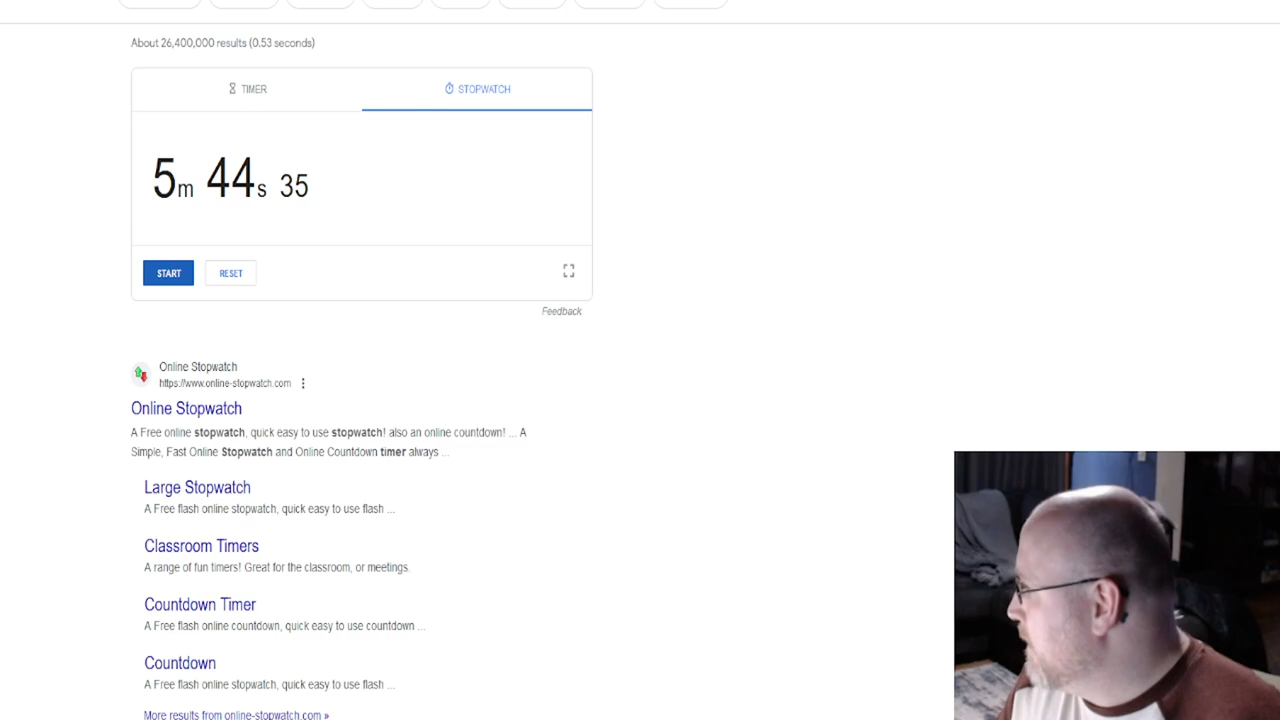 About 26,400,000 results (0.53 seconds)
TIMER
STOPWATCH
5m 44s 35
START
RESET
Feedback
Online Stopwatch
https://www.online-stopwatch.com
Online Stopwatch
A Free online stopwatch, quick easy to use stopwatch! also an online countdown! ... A
Simple, Fast Online Stopwatch and Online Countdown timer always ...
Large Stopwatch
A Free flash online stopwatch, quick easy to use flash ...
Classroom Timers
A range of fun timers! Great for the classroom, or meetings.
Countdown Timer
A Free flash online countdown, quick easy to use countdown ...
Countdown
A Free flash online stopwatch, quick easy to use flash ...
More results from online-stopwatch.com »